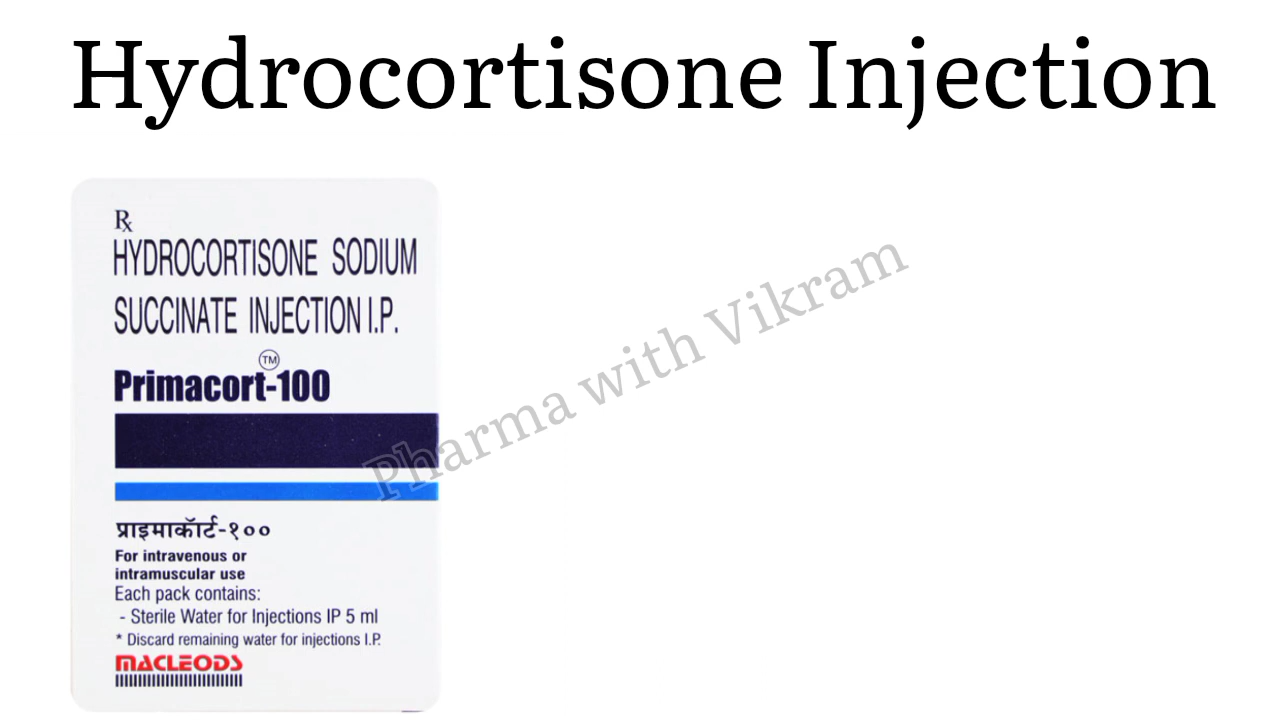 Hydrocortisone Injection
Rx
HYDROCORTISONE SODIUM
SUCCINATE INJECTION I.P.
Primacort-100 TM
प्राइमाकॉर्ट-१००
For intravenous or
intramuscular use
Each pack contains:
- Sterile Water for Injections IP 5 ml
* Discard remaining water for injections I.P.
MACLEODS
Pharma with Vikram